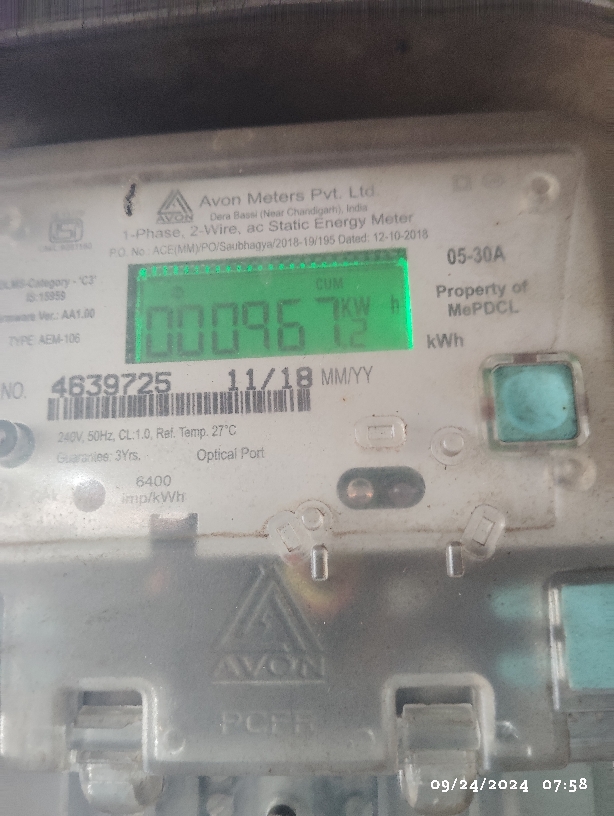 Avon Meters Pvt. Ltd.
AVON
Dera Bassi (Near Chandigarh), India
1-Phase, 2-Wire, ac Static Energy Meter
P.O. No.: ACE(MM)/PO/Saubhagya/2018-19/195 Dated: 12-10-2018
05-30A
Property of
MePDCL
DLMS-Category - 'C3'
IS:15959
Firmware Ver.: AA1.00
TYPE: AEM-106
CUM
KW h
kWh
NO. 4639725 11/18 MM/YY
240V, 50Hz, CL:1.0, Ref. Temp. 27°C
Guarantee: 3Yrs. Optical Port
6400
imp/kWh
AVON
09/24/2024 07:58